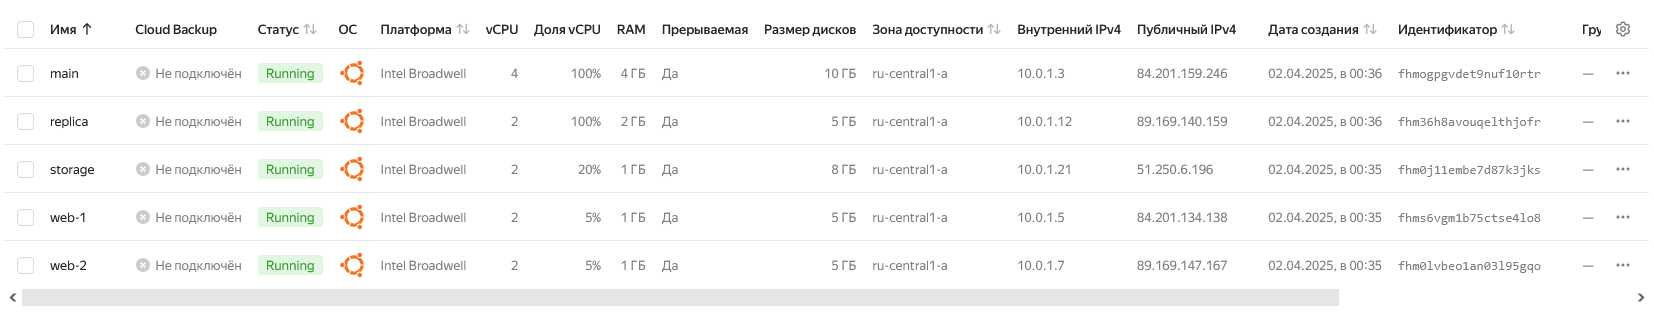 Имя Cloud Backup Статус ОС Платформа vCPU Доля vCPU RAM Прерываемая Размер дисков Зона доступности Внутренний IPv4 Публичный IPv4 Дата создания Идентификатор Гру
main Не подключён Running Intel Broadwell 4 100% 4 ГБ Да 10 ГБ ru-central1-a 10.0.1.3 84.201.159.246 02.04.2025, в 00:36 fhmogpgvdet9nuf10rtr —
replica Не подключён Running Intel Broadwell 2 100% 2 ГБ Да 5 ГБ ru-central1-a 10.0.1.12 89.169.140.159 02.04.2025, в 00:36 fhm36h8avouqelthjofr —
storage Не подключён Running Intel Broadwell 2 20% 1 ГБ Да 8 ГБ ru-central1-a 10.0.1.21 51.250.6.196 02.04.2025, в 00:35 fhm0j11embe7d87k3jks —
web-1 Не подключён Running Intel Broadwell 2 5% 1 ГБ Да 5 ГБ ru-central1-a 10.0.1.5 84.201.134.138 02.04.2025, в 00:35 fhms6vgm1b75ctse4lo8 —
web-2 Не подключён Running Intel Broadwell 2 5% 1 ГБ Да 5 ГБ ru-central1-a 10.0.1.7 89.169.147.167 02.04.2025, в 00:35 fhm0lvbeo1an03l95gqo —